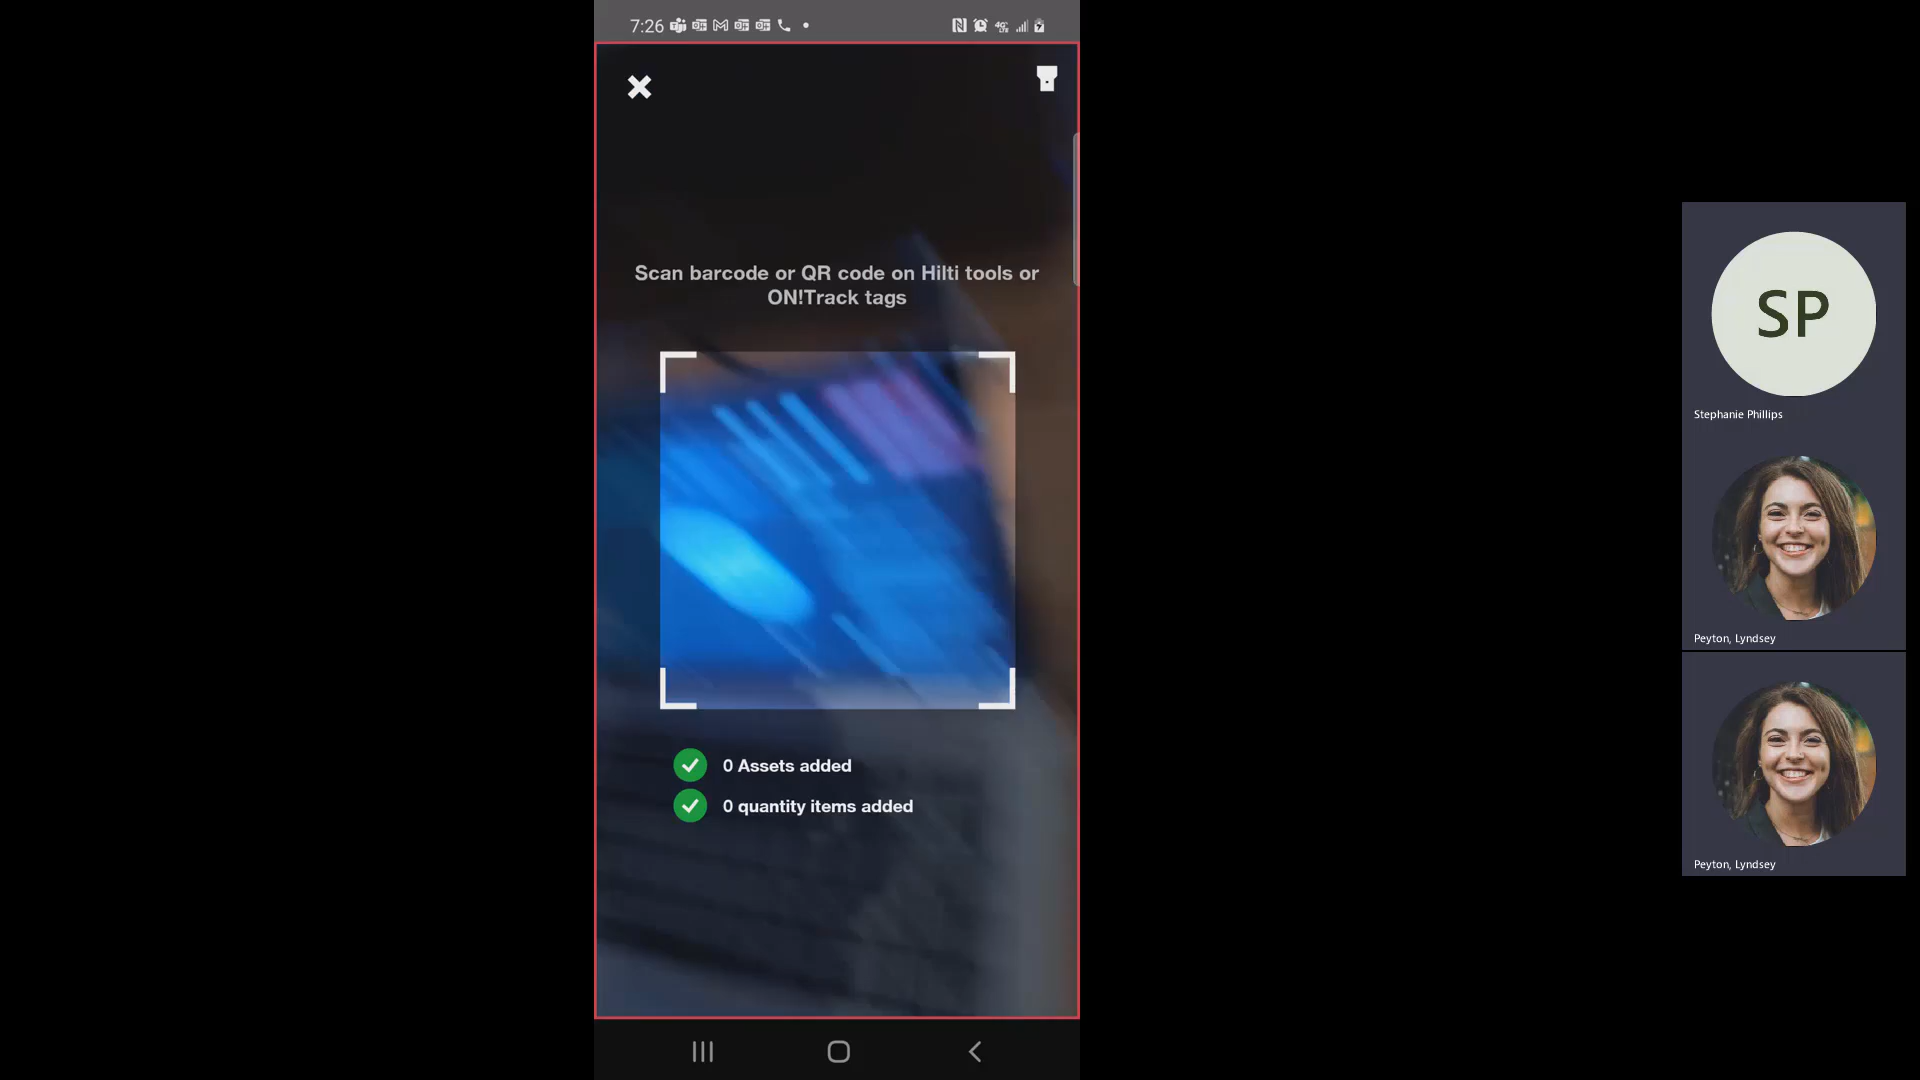 7:26
Scan barcode or QR code on Hilti tools or
ON!Track tags
0 Assets added
0 quantity items added
SP
Stephanie Phillips
Peyton, Lyndsey
Peyton, Lyndsey